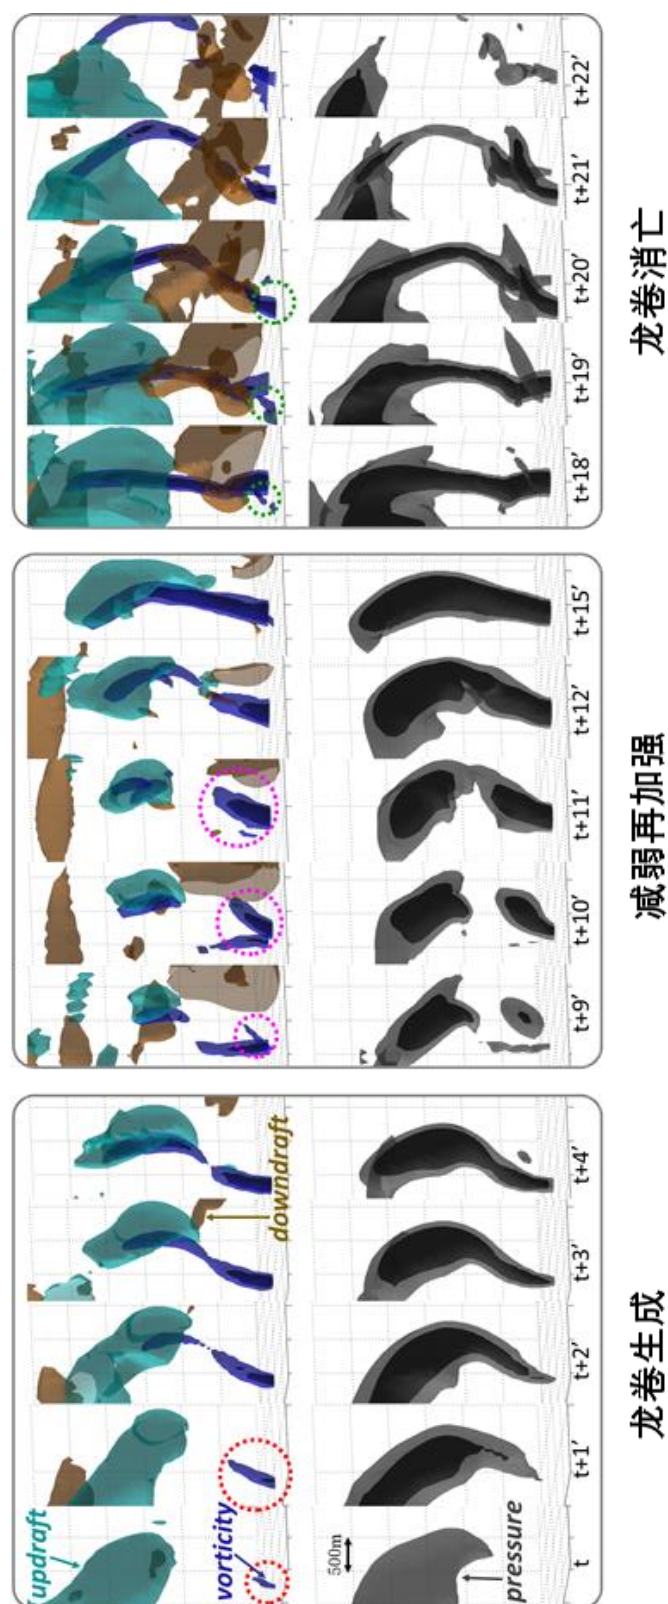 updraft
vorticity
downdraft
500m
pressure
t
t+1′
t+2′
t+3′
t+4′
龙卷生成
t+9′
t+10′
t+11′
t+12′
t+15′
减弱再加强
t+18′
t+19′
t+20′
t+21′
t+22′
龙卷消亡